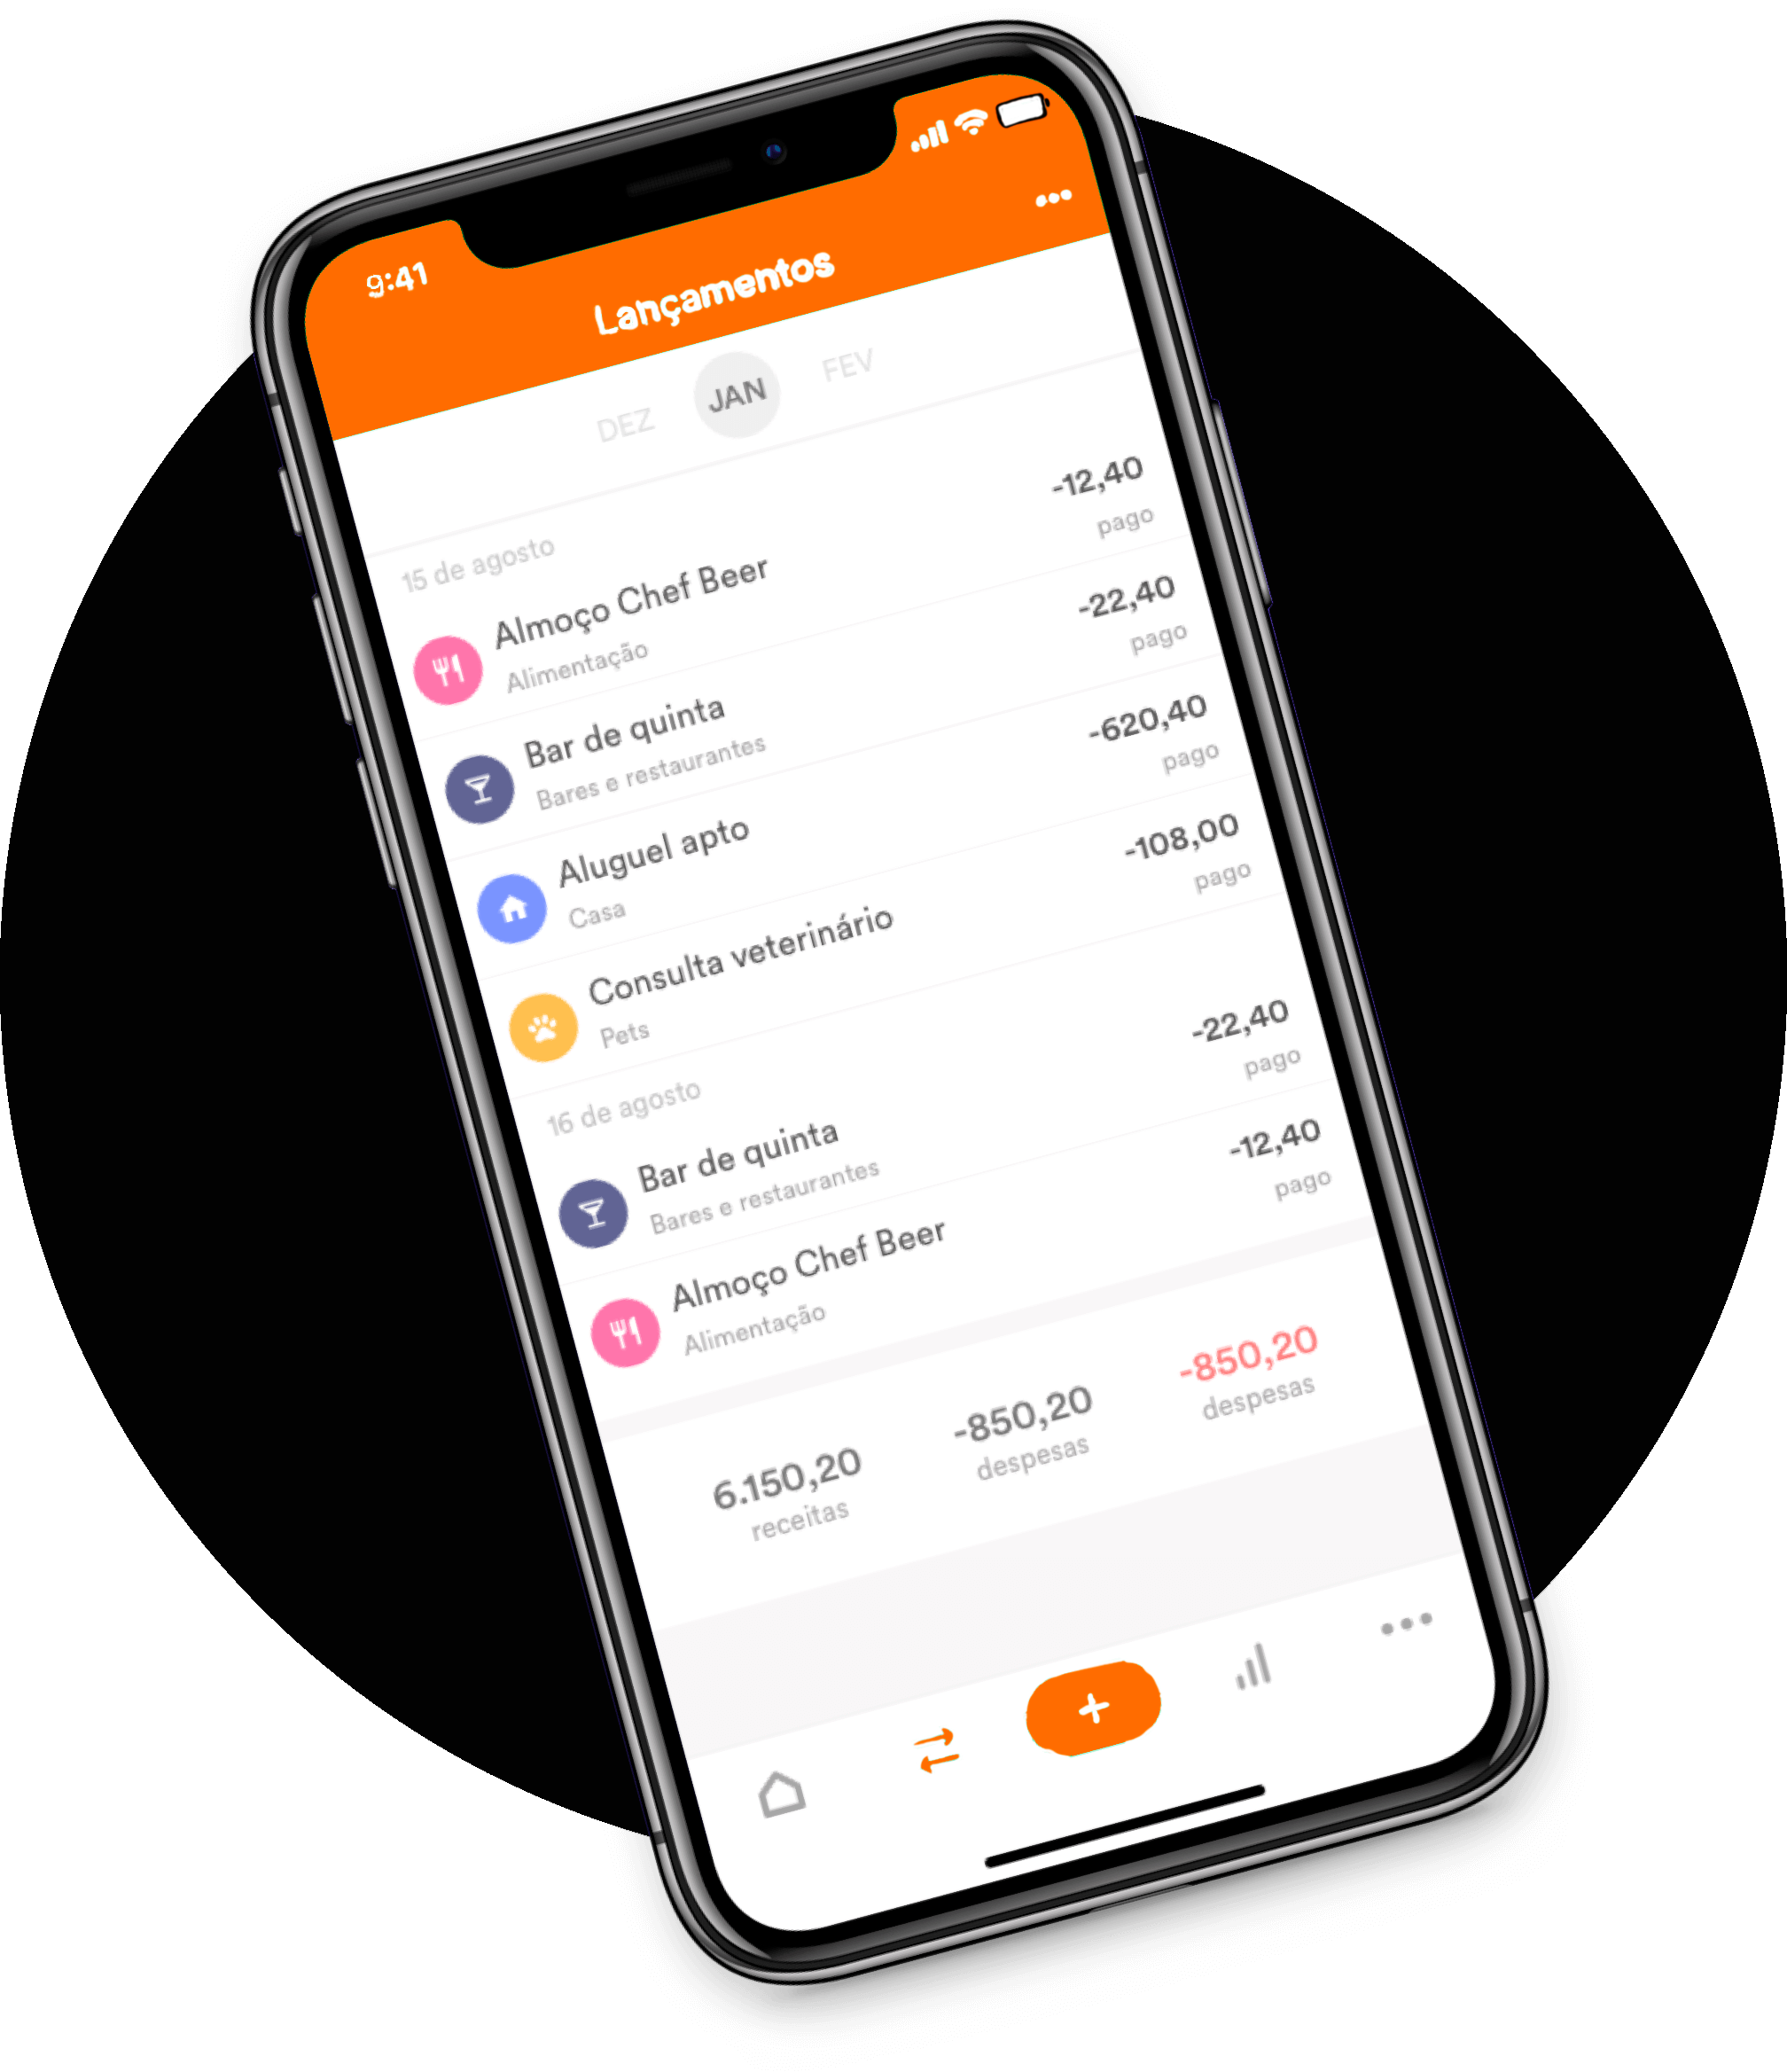 9:41
Lançamentos
DEZ JAN FEV
15 de agosto
Almoço Chef Beer -12,40
Alimentação pago
Bar de quinta -22,40
Bares e restaurantes pago
Aluguel apto -620,40
Casa pago
Consulta veterinário -108,00
Pets pago
16 de agosto
Bar de quinta -22,40
Bares e restaurantes pago
Almoço Chef Beer -12,40
Alimentação pago
6.150,20 -850,20 -850,20
receitas despesas despesas